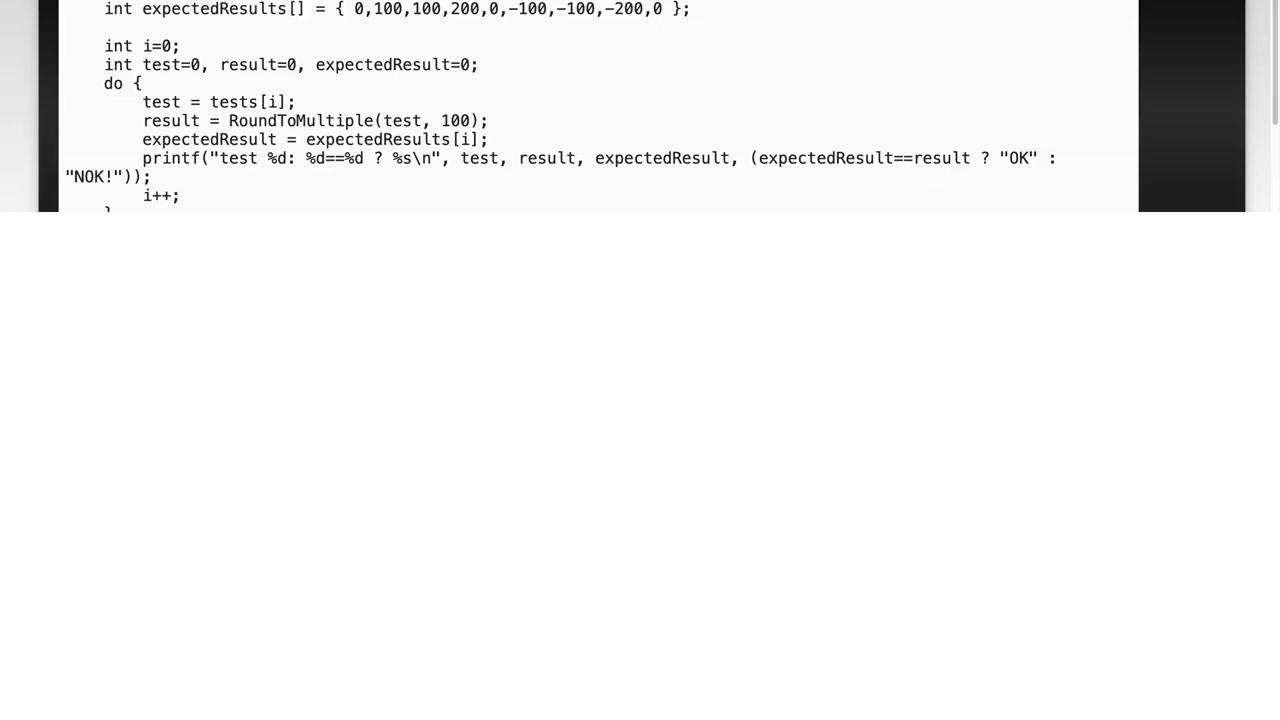 int expectedResults[] = { 0,100,100,200,0,-100,-100,-200,0 };
int i=0;
int test=0, result=0, expectedResult=0;
do {
test = tests[i];
result = RoundToMultiple(test, 100);
expectedResult = expectedResults[i];
printf("test %d: %d==%d ? %s\n", test, result, expectedResult, (expectedResult==result ? "OK" :
"NOK!"));
i++;
}